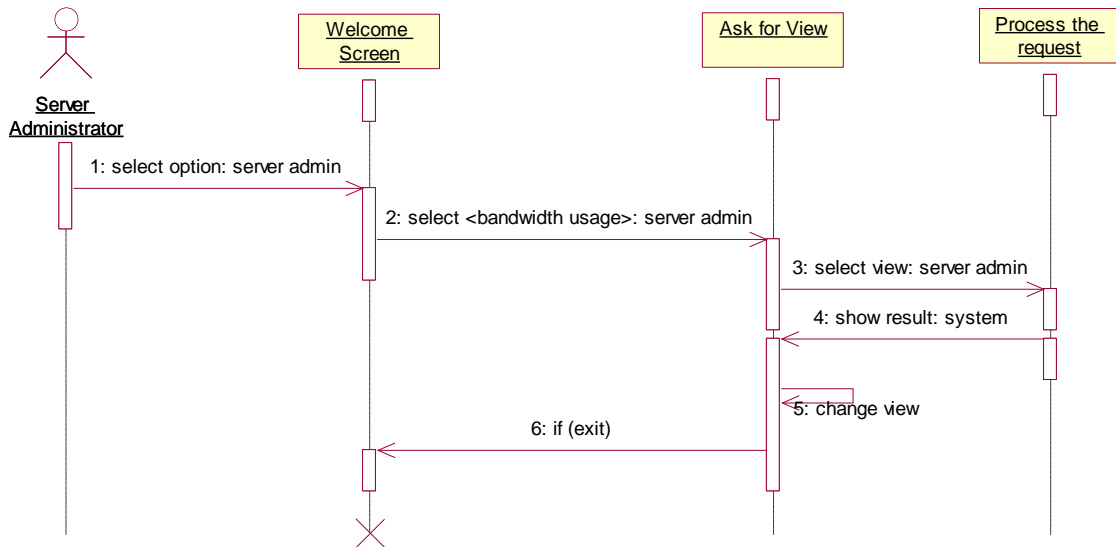 Welcome
Screen
Ask for View
Process the
request
Server
Administrator
1: select option: server admin
2: select <bandwidth usage>: server admin
3: select view: server admin
4: show result: system
5: change view
6: if (exit)